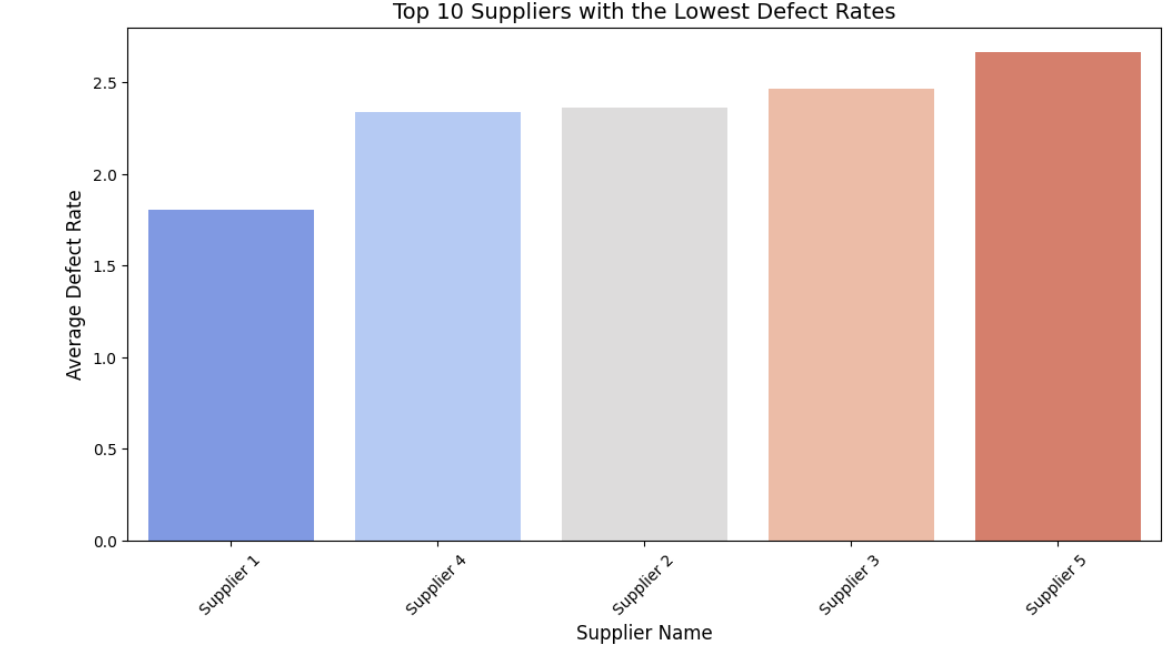 Top 10 Suppliers with the Lowest Defect Rates
Average Defect Rate
2.5
2.0
1.5
1.0
0.5
0.0
Supplier 1
Supplier 4
Supplier 2
Supplier 3
Supplier 5
Supplier Name